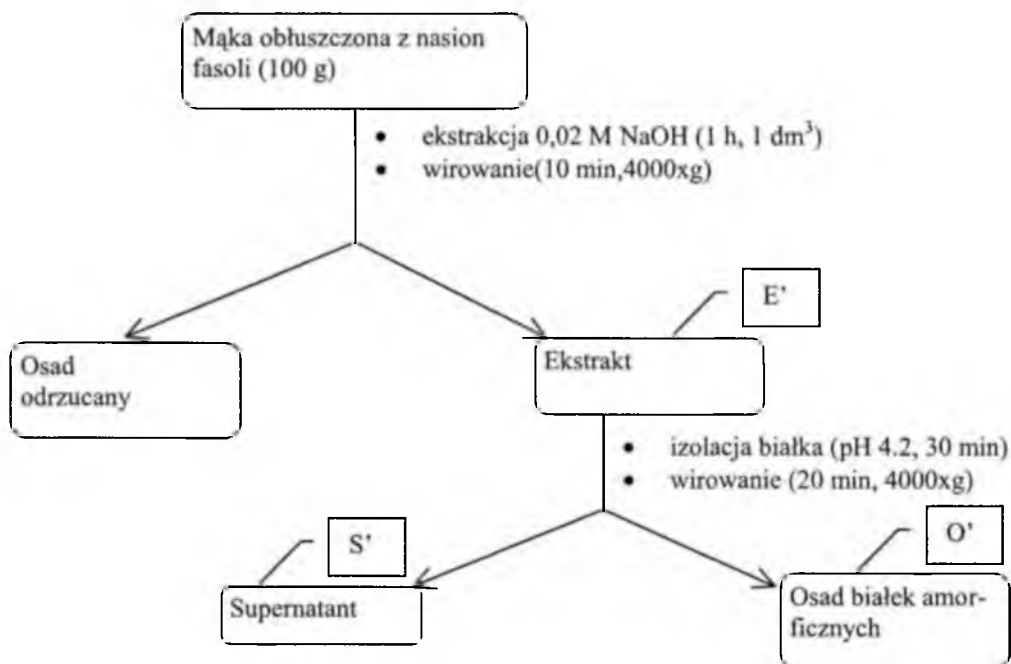 Mąka obłuszczona z nasion
fasoli (100 g)
• ekstrakcja 0,02 M NaOH (1 h, 1 dm³)
• wirowanie(10 min,4000xg)
E'
Osad
odrzucany
Ekstrakt
• izolacja białka (pH 4.2, 30 min)
• wirowanie (20 min, 4000xg)
S'
O'
Supernatant
Osad białek amor-
ficznych